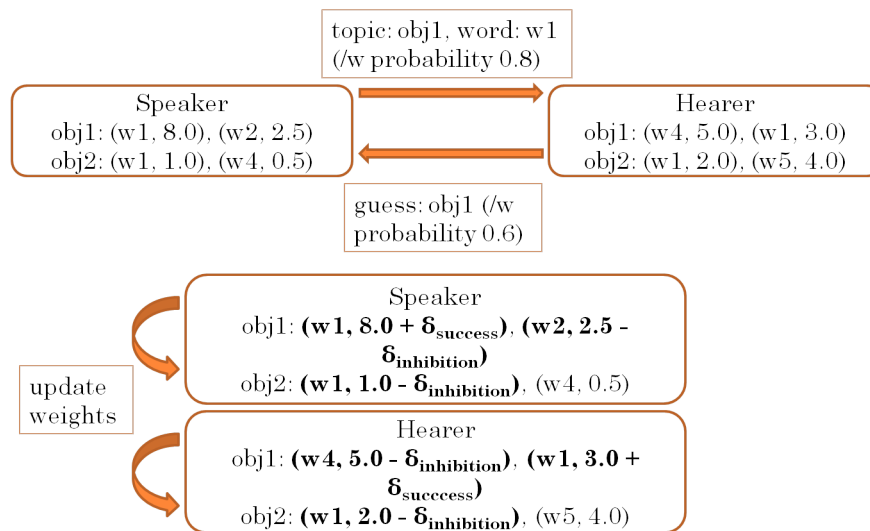 topic: obj1, word: w1
(/w probability 0.8)
Speaker
obj1: (w1, 8.0), (w2, 2.5)
obj2: (w1, 1.0), (w4, 0.5)
Hearer
obj1: (w4, 5.0), (w1, 3.0)
obj2: (w1, 2.0), (w5, 4.0)
guess: obj1 (/w
probability 0.6)
Speaker
obj1: (w1, 8.0 + δsuccess), (w2, 2.5 -
δinhibition)
obj2: (w1, 1.0 - δinhibition), (w4, 0.5)
update
weights
Hearer
obj1: (w4, 5.0 - δinhibition), (w1, 3.0 +
δsucccess)
obj2: (w1, 2.0 - δinhibition), (w5, 4.0)